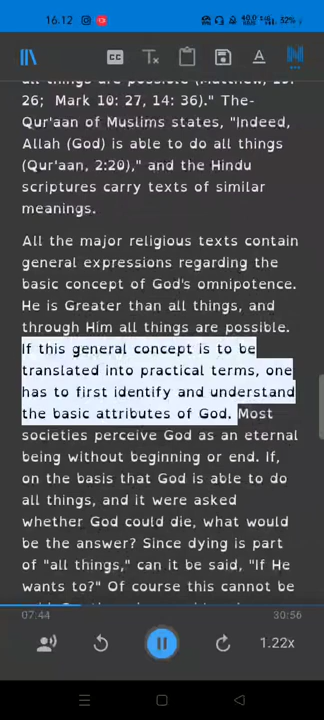 16.12
40.0
32%
all things are possible (Matthew, 19:
26; Mark 10: 27, 14: 36)." The-
Qur'aan of Muslims states, "Indeed,
Allah (God) is able to do all things
(Qur'aan, 2:20)," and the Hindu
scriptures carry texts of similar
meanings.
All the major religious texts contain
general expressions regarding the
basic concept of God's omnipotence.
He is Greater than all things, and
through Him all things are possible.
If this general concept is to be
translated into practical terms, one
has to first identify and understand
the basic attributes of God. Most
societies perceive God as an eternal
being without beginning or end. If,
on the basis that God is able to do
all things, and it were asked
whether God could die, what would
be the answer? Since dying is part
of "all things," can it be said, "If He
wants to?" Of course this cannot be
07:44
30:56
1.22x